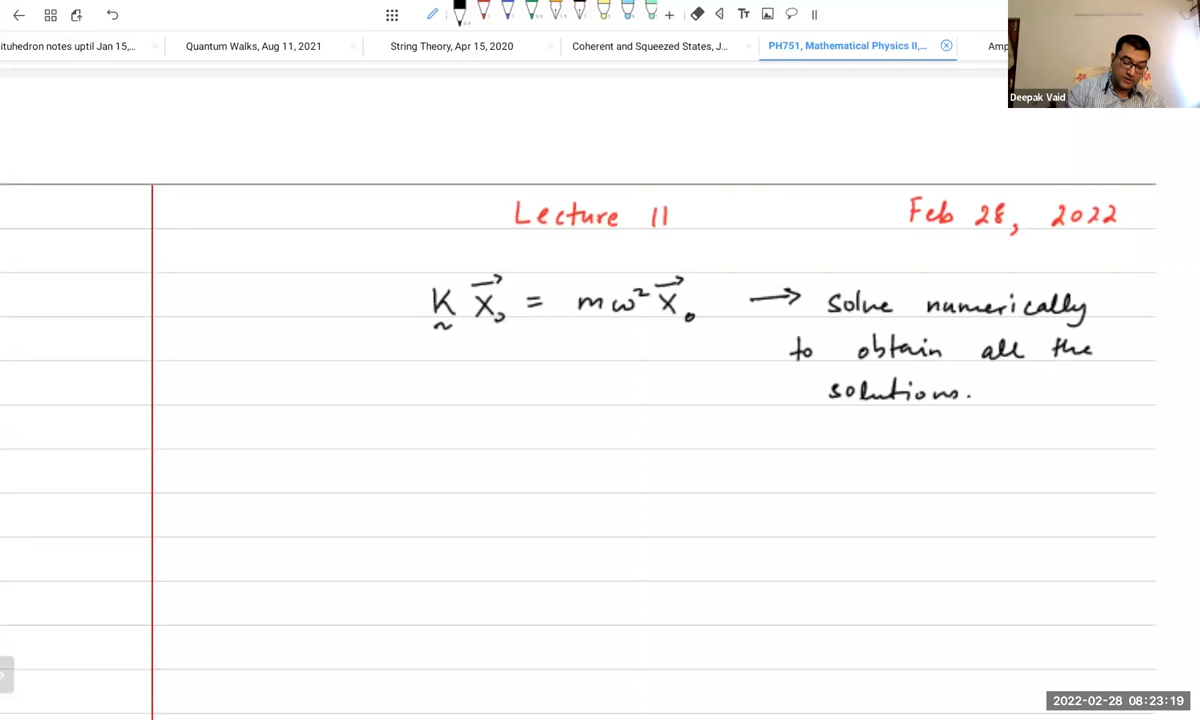 Tт
ituhedron notes uptil Jan 15,...
Quantum Walks, Aug 11, 2021
String Theory, Apr 15, 2020
Coherent and Squeezed States, J...
PH751, Mathematical Physics II,...
Amp
Deepak Vaid
Lecture 11
Feb 28, 2022
K X₀ = mω² X₀ → solve numerically
to obtain all the
solutions.
2022-02-28 08:23:19